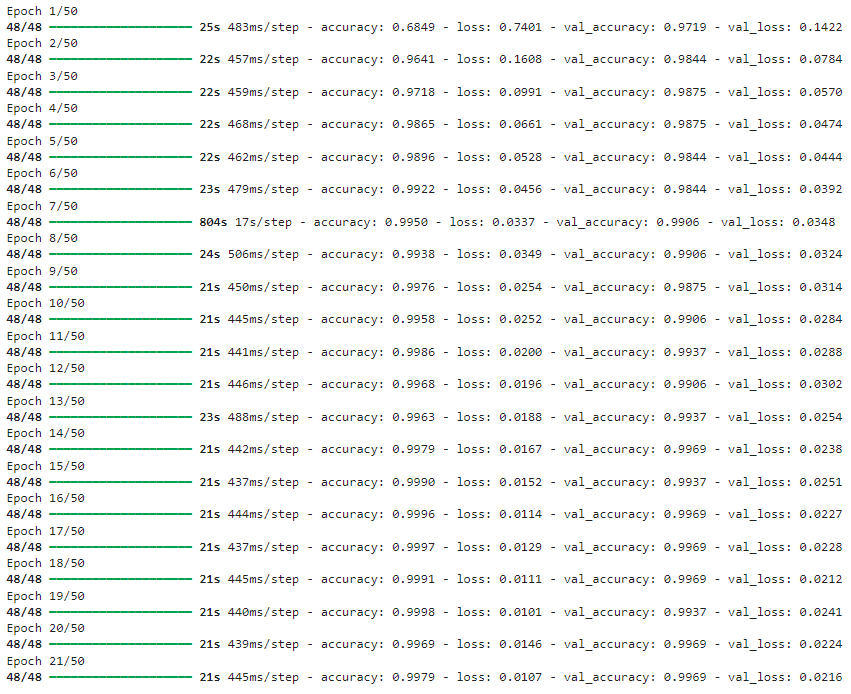 Epoch 1/50
48/48 ━━━━━━━━━━━━━━━━━━━━ 25s 483ms/step - accuracy: 0.6849 - loss: 0.7401 - val_accuracy: 0.9719 - val_loss: 0.1422
Epoch 2/50
48/48 ━━━━━━━━━━━━━━━━━━━━ 22s 457ms/step - accuracy: 0.9641 - loss: 0.1608 - val_accuracy: 0.9844 - val_loss: 0.0784
Epoch 3/50
48/48 ━━━━━━━━━━━━━━━━━━━━ 22s 459ms/step - accuracy: 0.9718 - loss: 0.0991 - val_accuracy: 0.9875 - val_loss: 0.0570
Epoch 4/50
48/48 ━━━━━━━━━━━━━━━━━━━━ 22s 468ms/step - accuracy: 0.9865 - loss: 0.0661 - val_accuracy: 0.9875 - val_loss: 0.0474
Epoch 5/50
48/48 ━━━━━━━━━━━━━━━━━━━━ 22s 462ms/step - accuracy: 0.9896 - loss: 0.0528 - val_accuracy: 0.9844 - val_loss: 0.0444
Epoch 6/50
48/48 ━━━━━━━━━━━━━━━━━━━━ 23s 479ms/step - accuracy: 0.9922 - loss: 0.0456 - val_accuracy: 0.9844 - val_loss: 0.0392
Epoch 7/50
48/48 ━━━━━━━━━━━━━━━━━━━━ 804s 17s/step - accuracy: 0.9950 - loss: 0.0337 - val_accuracy: 0.9906 - val_loss: 0.0348
Epoch 8/50
48/48 ━━━━━━━━━━━━━━━━━━━━ 24s 506ms/step - accuracy: 0.9938 - loss: 0.0349 - val_accuracy: 0.9906 - val_loss: 0.0324
Epoch 9/50
48/48 ━━━━━━━━━━━━━━━━━━━━ 21s 450ms/step - accuracy: 0.9976 - loss: 0.0254 - val_accuracy: 0.9875 - val_loss: 0.0314
Epoch 10/50
48/48 ━━━━━━━━━━━━━━━━━━━━ 21s 445ms/step - accuracy: 0.9958 - loss: 0.0252 - val_accuracy: 0.9906 - val_loss: 0.0284
Epoch 11/50
48/48 ━━━━━━━━━━━━━━━━━━━━ 21s 441ms/step - accuracy: 0.9986 - loss: 0.0200 - val_accuracy: 0.9937 - val_loss: 0.0288
Epoch 12/50
48/48 ━━━━━━━━━━━━━━━━━━━━ 21s 446ms/step - accuracy: 0.9968 - loss: 0.0196 - val_accuracy: 0.9906 - val_loss: 0.0302
Epoch 13/50
48/48 ━━━━━━━━━━━━━━━━━━━━ 23s 488ms/step - accuracy: 0.9963 - loss: 0.0188 - val_accuracy: 0.9937 - val_loss: 0.0254
Epoch 14/50
48/48 ━━━━━━━━━━━━━━━━━━━━ 21s 442ms/step - accuracy: 0.9979 - loss: 0.0167 - val_accuracy: 0.9969 - val_loss: 0.0238
Epoch 15/50
48/48 ━━━━━━━━━━━━━━━━━━━━ 21s 437ms/step - accuracy: 0.9990 - loss: 0.0152 - val_accuracy: 0.9937 - val_loss: 0.0251
Epoch 16/50
48/48 ━━━━━━━━━━━━━━━━━━━━ 21s 444ms/step - accuracy: 0.9996 - loss: 0.0114 - val_accuracy: 0.9969 - val_loss: 0.0227
Epoch 17/50
48/48 ━━━━━━━━━━━━━━━━━━━━ 21s 437ms/step - accuracy: 0.9997 - loss: 0.0129 - val_accuracy: 0.9969 - val_loss: 0.0228
Epoch 18/50
48/48 ━━━━━━━━━━━━━━━━━━━━ 21s 445ms/step - accuracy: 0.9991 - loss: 0.0111 - val_accuracy: 0.9969 - val_loss: 0.0212
Epoch 19/50
48/48 ━━━━━━━━━━━━━━━━━━━━ 21s 440ms/step - accuracy: 0.9998 - loss: 0.0101 - val_accuracy: 0.9937 - val_loss: 0.0241
Epoch 20/50
48/48 ━━━━━━━━━━━━━━━━━━━━ 21s 439ms/step - accuracy: 0.9969 - loss: 0.0146 - val_accuracy: 0.9969 - val_loss: 0.0224
Epoch 21/50
48/48 ━━━━━━━━━━━━━━━━━━━━ 21s 445ms/step - accuracy: 0.9979 - loss: 0.0107 - val_accuracy: 0.9969 - val_loss: 0.0216